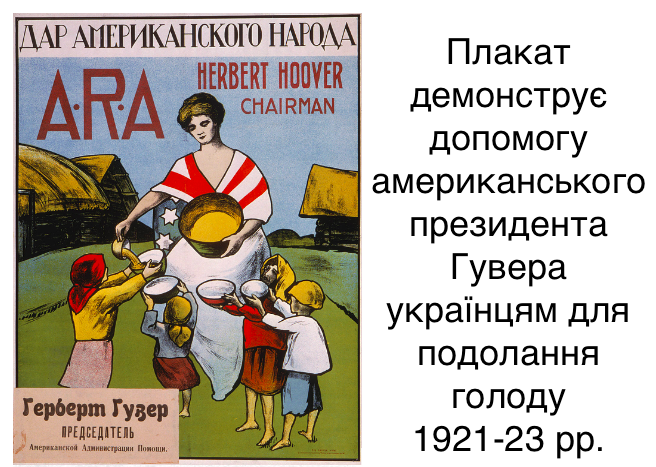 ДАР АМЕРИКАНСКОГО НАРОДА
A·R·A
HERBERT HOOVER
CHAIRMAN
Герберт Гувер
ПРЕДСЕДАТЕЛЬ
Американской Администрации Помощи.
Плакат
демонструє
допомогу
американського
президента
Гувера
українцям для
подолання
голоду
1921-23 рр.